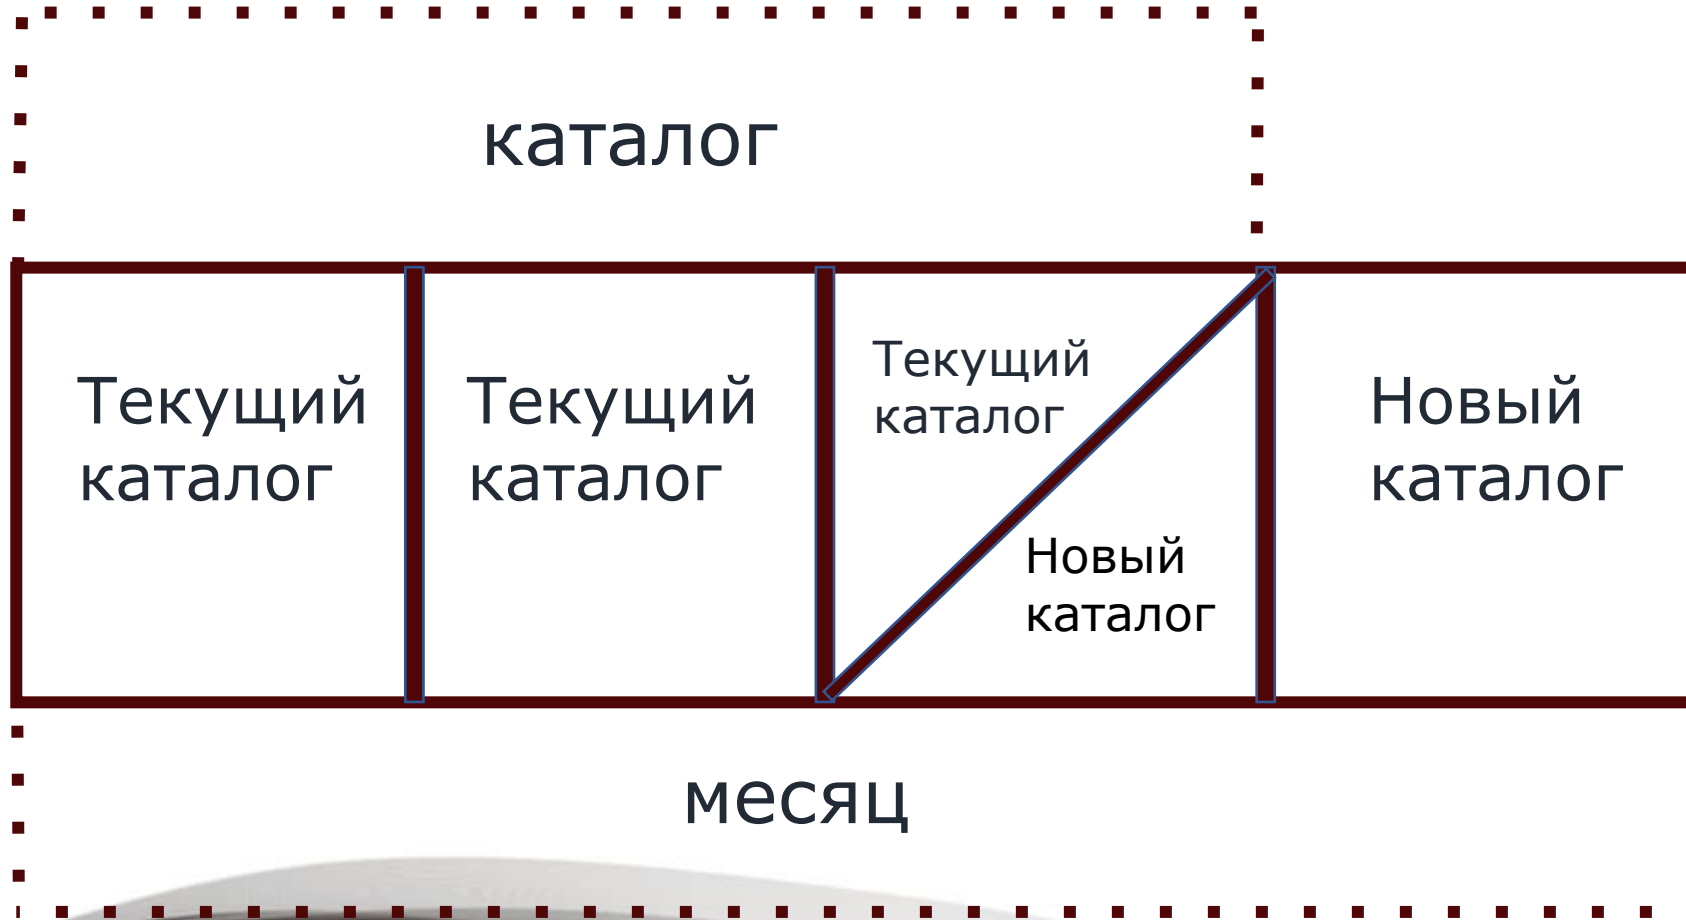 каталог
Текущий
каталог
Текущий
каталог
Текущий
каталог
Новый
каталог
Новый
каталог
месяц